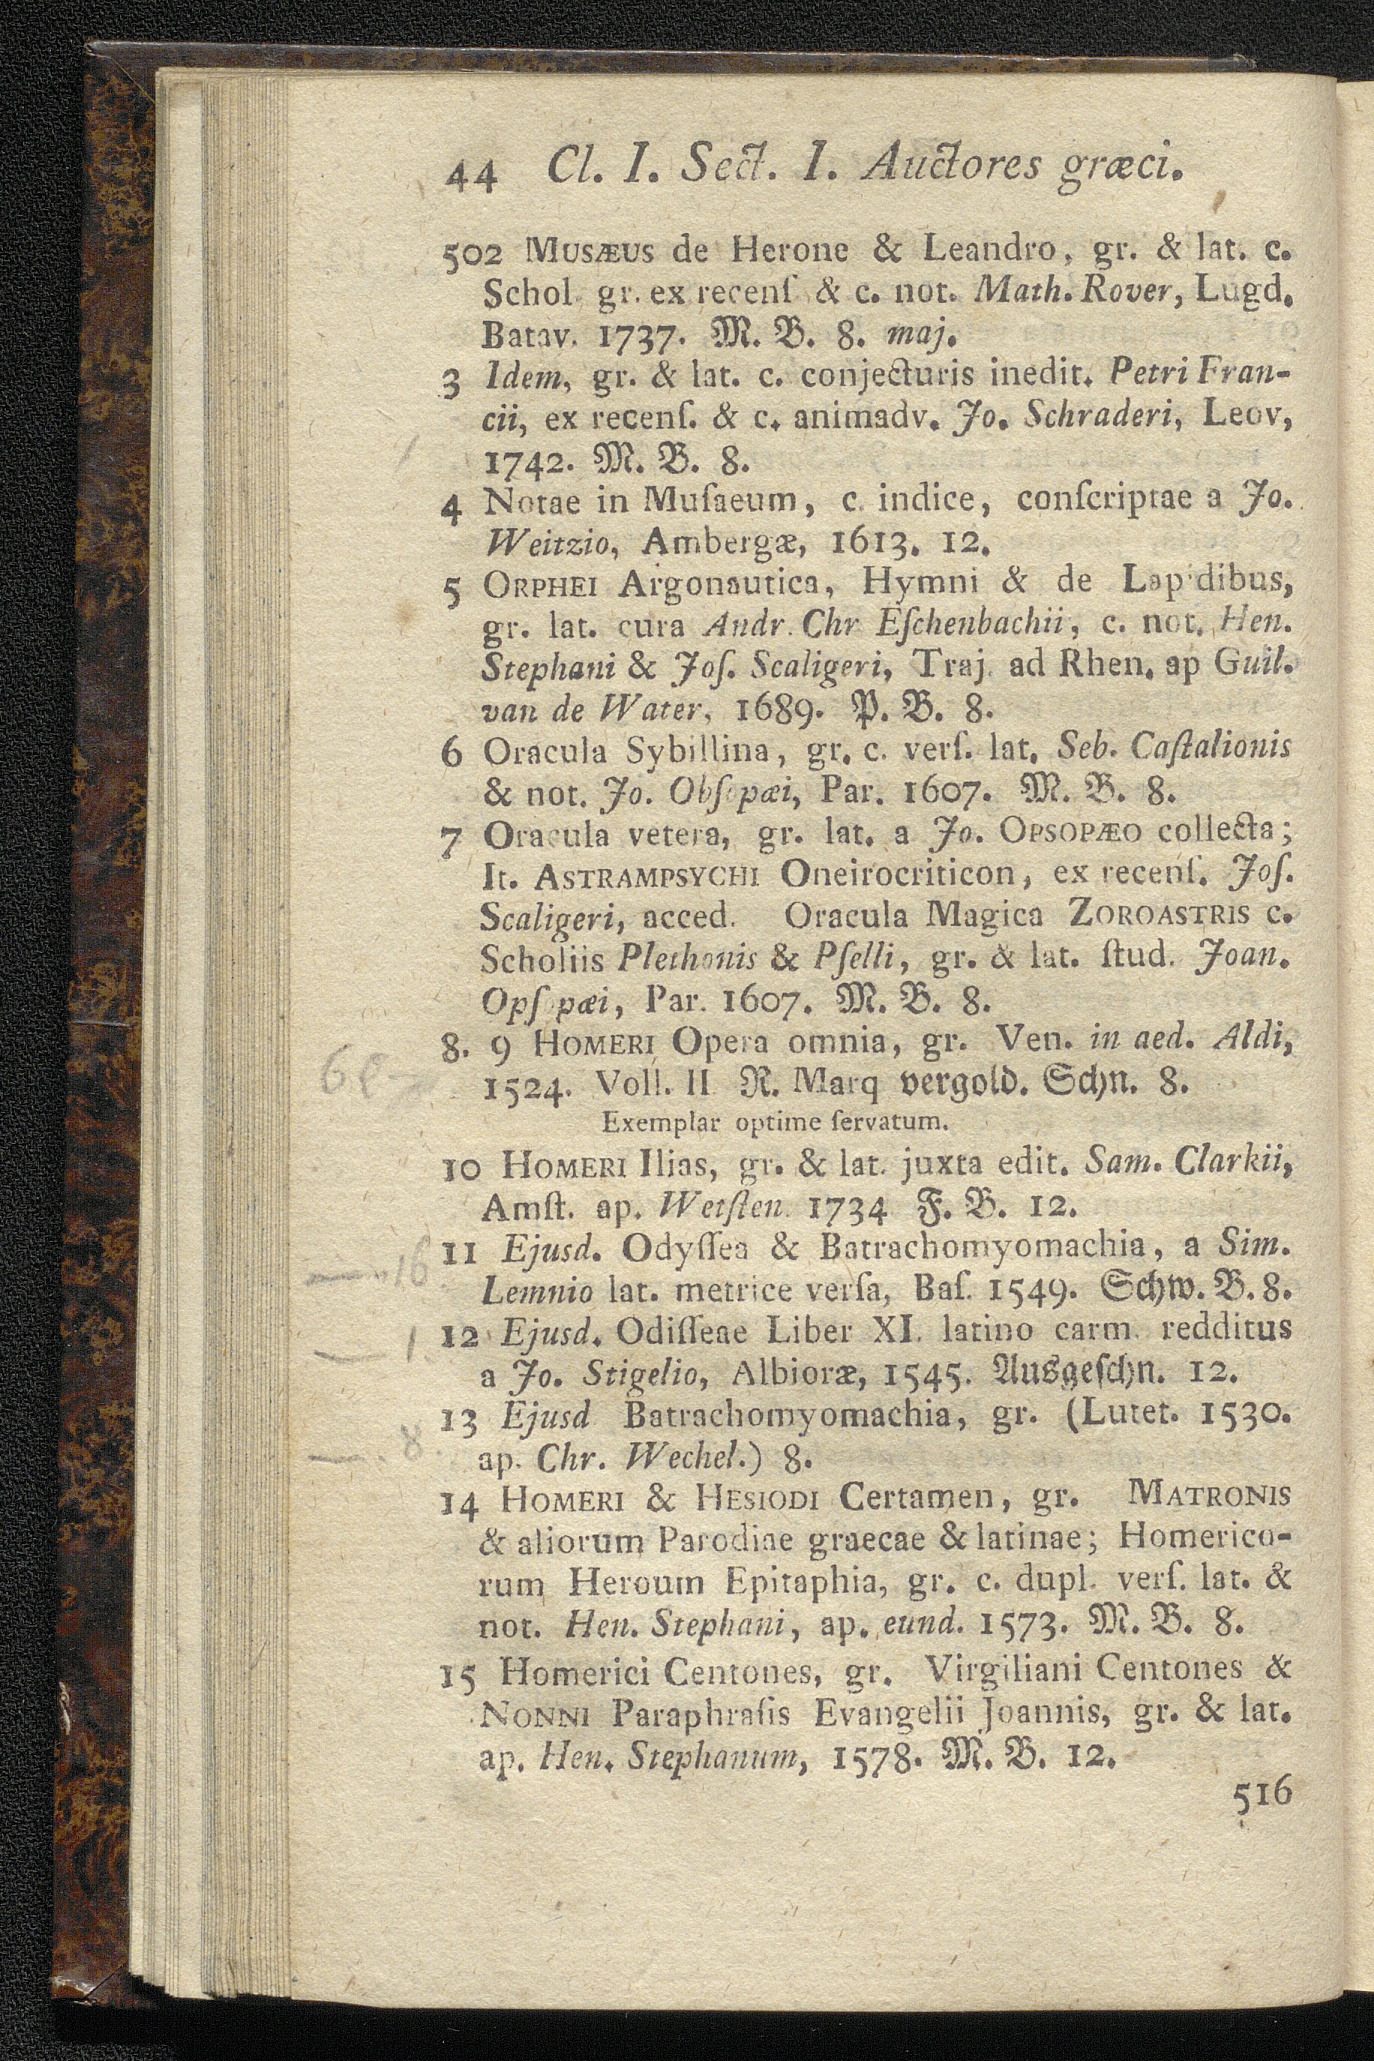 44 Cl. I. Sect. I. Auctores græci.
502 MUSÆUS de Herone & Leandro, gr. & lat. c.
Schol. gr. ex recenſ & c. not. Math. Rover, Lugd.
Batav. 1737. M. B. 8. maj.
3 Idem, gr. & lat. c. conjecturis inedit. Petri Fran-
cii, ex recenſ. & c. animadv. Jo. Schraderi, Leov,
1742. M. B. 8.
4 Notae in Muſaeum, c. indice, conſcriptae a Jo.
Weitzio, Ambergæ, 1613. 12.
5 ORPHEI Argonautica, Hymni & de Lapidibus,
gr. lat. cura Andr. Chr Eſchenbachii, c. not. Hen.
Stephani & Joſ. Scaligeri, Traj. ad Rhen. ap Guil.
van de Water, 1689. P. B. 8.
6 Oracula Sybillina, gr. c. verſ. lat. Seb. Caſtalionis
& not. Jo. Obſopæi, Par. 1607. M. B. 8.
7 Oracula vetera, gr. lat. a Jo. OPSOPÆO collecta;
It. ASTRAMPSYCHI Oneirocriticon, ex recenſ. Joſ.
Scaligeri, acced. Oracula Magica ZOROASTRIS c.
Scholiis Plethonis & Pſelli, gr. & lat. ſtud. Joan.
Opſopæi, Par. 1607. M. B. 8.
8. 9 HOMERI Opera omnia, gr. Ven. in aed. Aldi,
1524. Voll. II R. Marq vergold. Schn. 8.
Exemplar optime ſervatum.
10 HOMERI Ilias, gr. & lat. juxta edit. Sam. Clarkii,
Amſt. ap. Wetſten. 1734 F. B. 12.
— 16 11 Ejusd. Odyſſea & Batrachomyomachia, a Sim.
Lemnio lat. metrice verſa, Baſ. 1549. Schw. B. 8.
— 1. 12 Ejusd. Odiſſeae Liber XI. latino carm. redditus
a Jo. Stigelio, Albioræ, 1545. Ausgeſchn. 12.
13 Ejusd Batrachomyomachia, gr. (Lutet. 1530.
— 8. ap. Chr. Wechel.) 8.
14 HOMERI & HESIODI Certamen, gr. MATRONIS
& aliorum Parodiae graecae & latinae; Homerico-
rum Heroum Epitaphia, gr. c. dupl. verſ. lat. &
not. Hen. Stephani, ap. eund. 1573. M. B. 8.
15 Homerici Centones, gr. Virgiliani Centones &
NONNI Paraphraſis Evangelii Joannis, gr. & lat.
ap. Hen. Stephanum, 1578. M. B. 12.
516